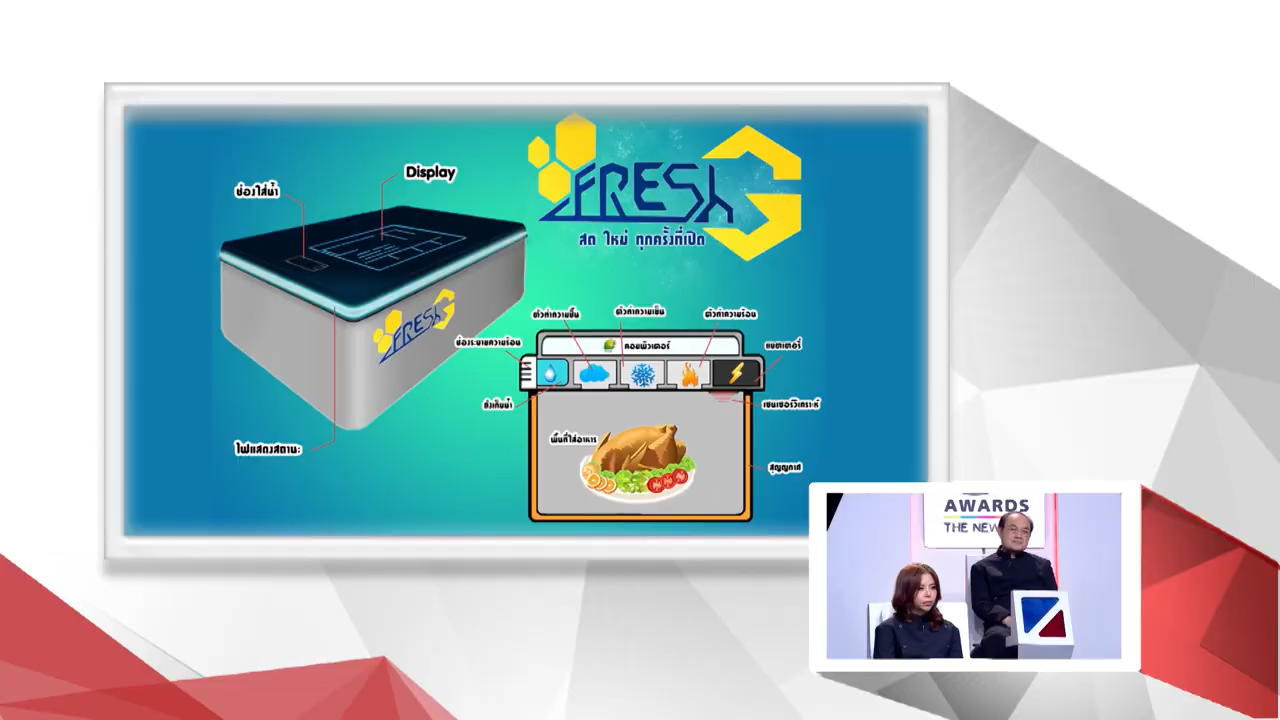 ช่องใส่น้ำ
Display
FRESH G
สด ใหม่ ทุกครั้งที่เปิด
FRESH G
ไฟแสดงสถานะ
ตัวทำความชื้น
ตัวทำความเย็น
ตัวทำความร้อน
ช่องระบายความร้อน
คอมพิวเตอร์
แบตเตอรี่
ถังเก็บน้ำ
เซนเซอร์วิเคราะห์
พื้นที่ใส่อาหาร
สุญญากาศ
AWARDS
THE NEW